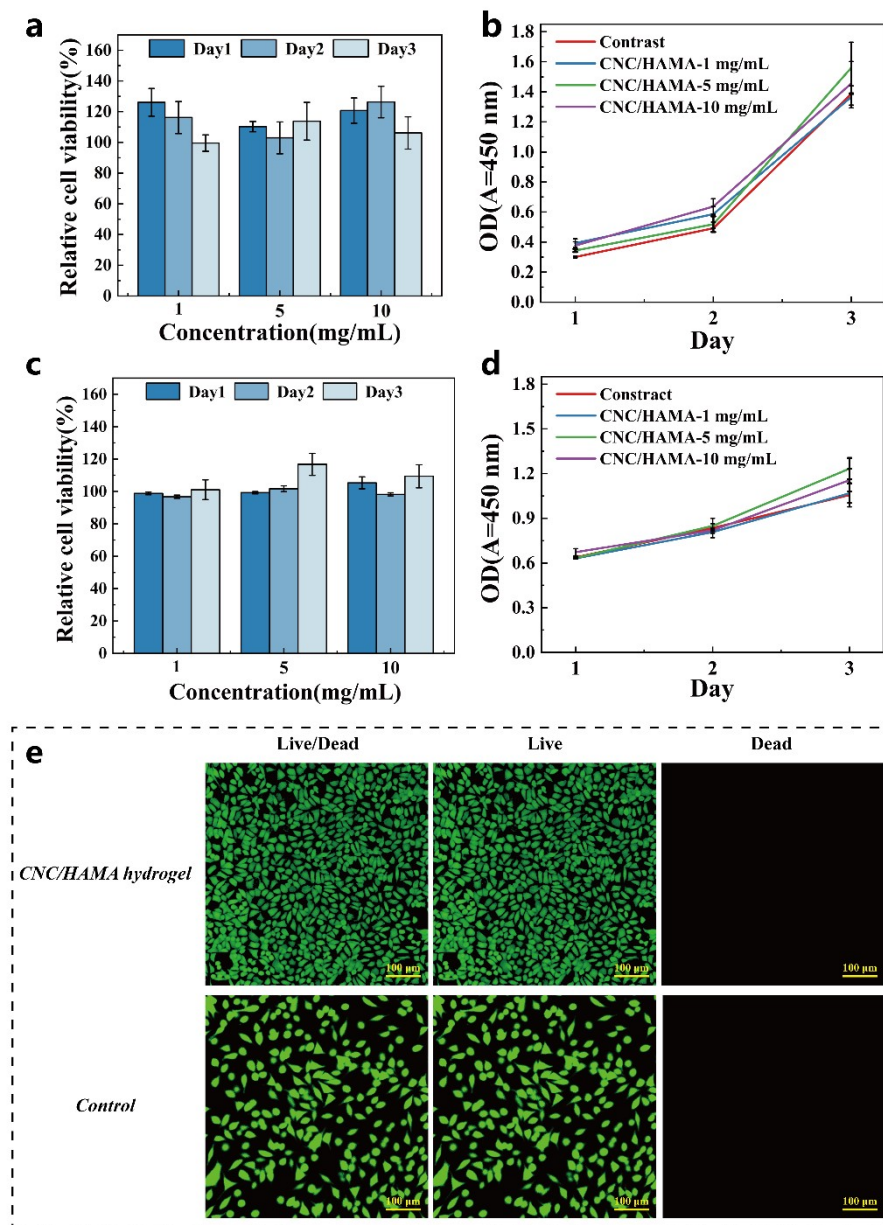 a
Day1 Day2 Day3
160
140
120
100
80
60
40
20
0
Relative cell viability(%)
1 5 10
Concentration(mg/mL)
b
Contrast
CNC/HAMA-1 mg/mL
CNC/HAMA-5 mg/mL
CNC/HAMA-10 mg/mL
1.8
1.6
1.4
1.2
1.0
0.8
0.6
0.4
0.2
0.0
OD(A=450 nm)
1 2 3
Day
c
Day1 Day2 Day3
160
140
120
100
80
60
40
20
0
Relative cell viability(%)
1 5 10
Concentration(mg/mL)
d
Constract
CNC/HAMA-1 mg/mL
CNC/HAMA-5 mg/mL
CNC/HAMA-10 mg/mL
1.8
1.5
1.2
0.9
0.6
0.3
0.0
OD(A=450 nm)
1 2 3
Day
e
Live/Dead Live Dead
CNC/HAMA hydrogel
100 μm 100 μm 100 μm
Control
100 μm 100 μm 100 μm